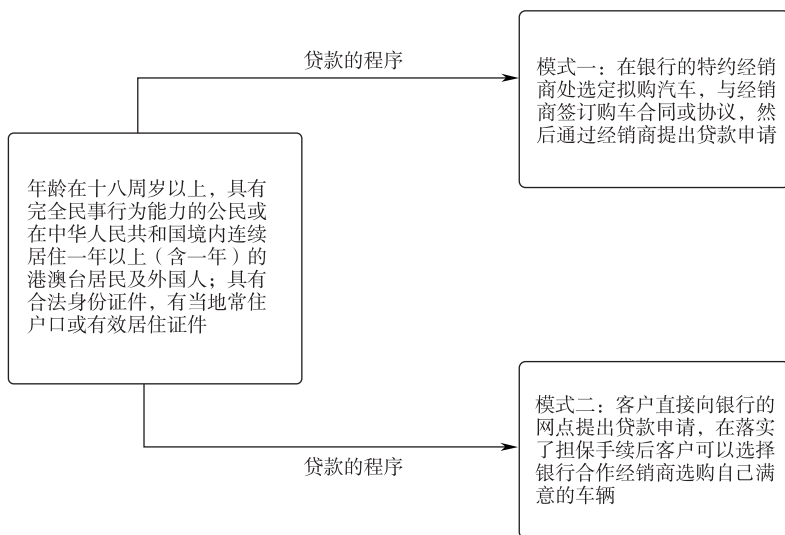 贷款的程序
模式一：在银行的特约经销
商处选定拟购汽车，与经销
商签订购车合同或协议，然
后通过经销商提出贷款申请
年龄在十八周岁以上，具有
完全民事行为能力的公民或
在中华人民共和国境内连续
居住一年以上（含一年）的
港澳台居民及外国人；具有
合法身份证件，有当地常住
户口或有效居住证件
模式二：客户直接向银行的
网点提出贷款申请，在落实
了担保手续后客户可以选择
银行合作经销商选购自己满
意的车辆
贷款的程序